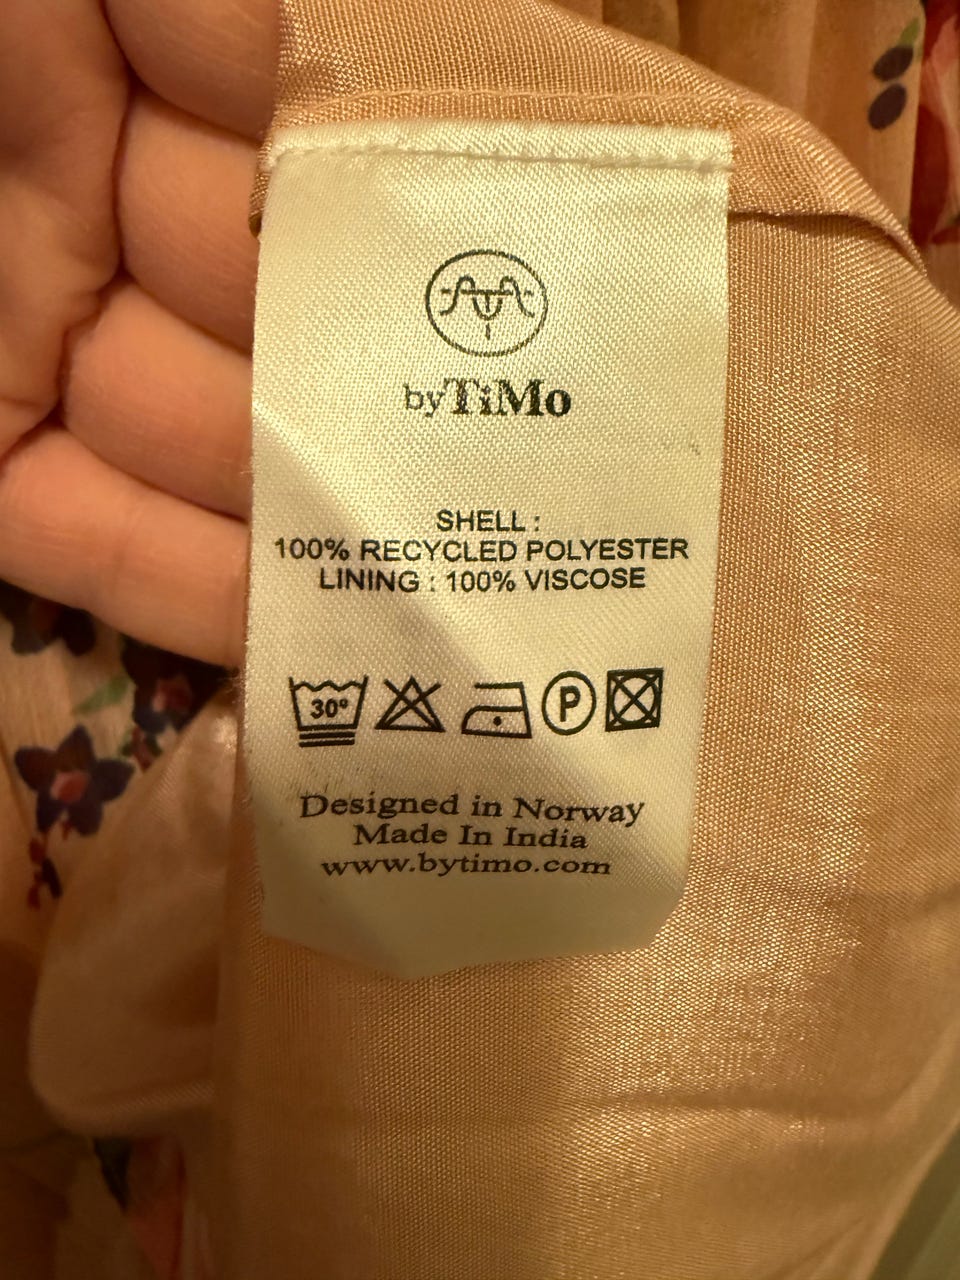 byTiMo
SHELL :
100% RECYCLED POLYESTER
LINING : 100% VISCOSE
30°
P
Designed in Norway
Made In India
www.bytimo.com